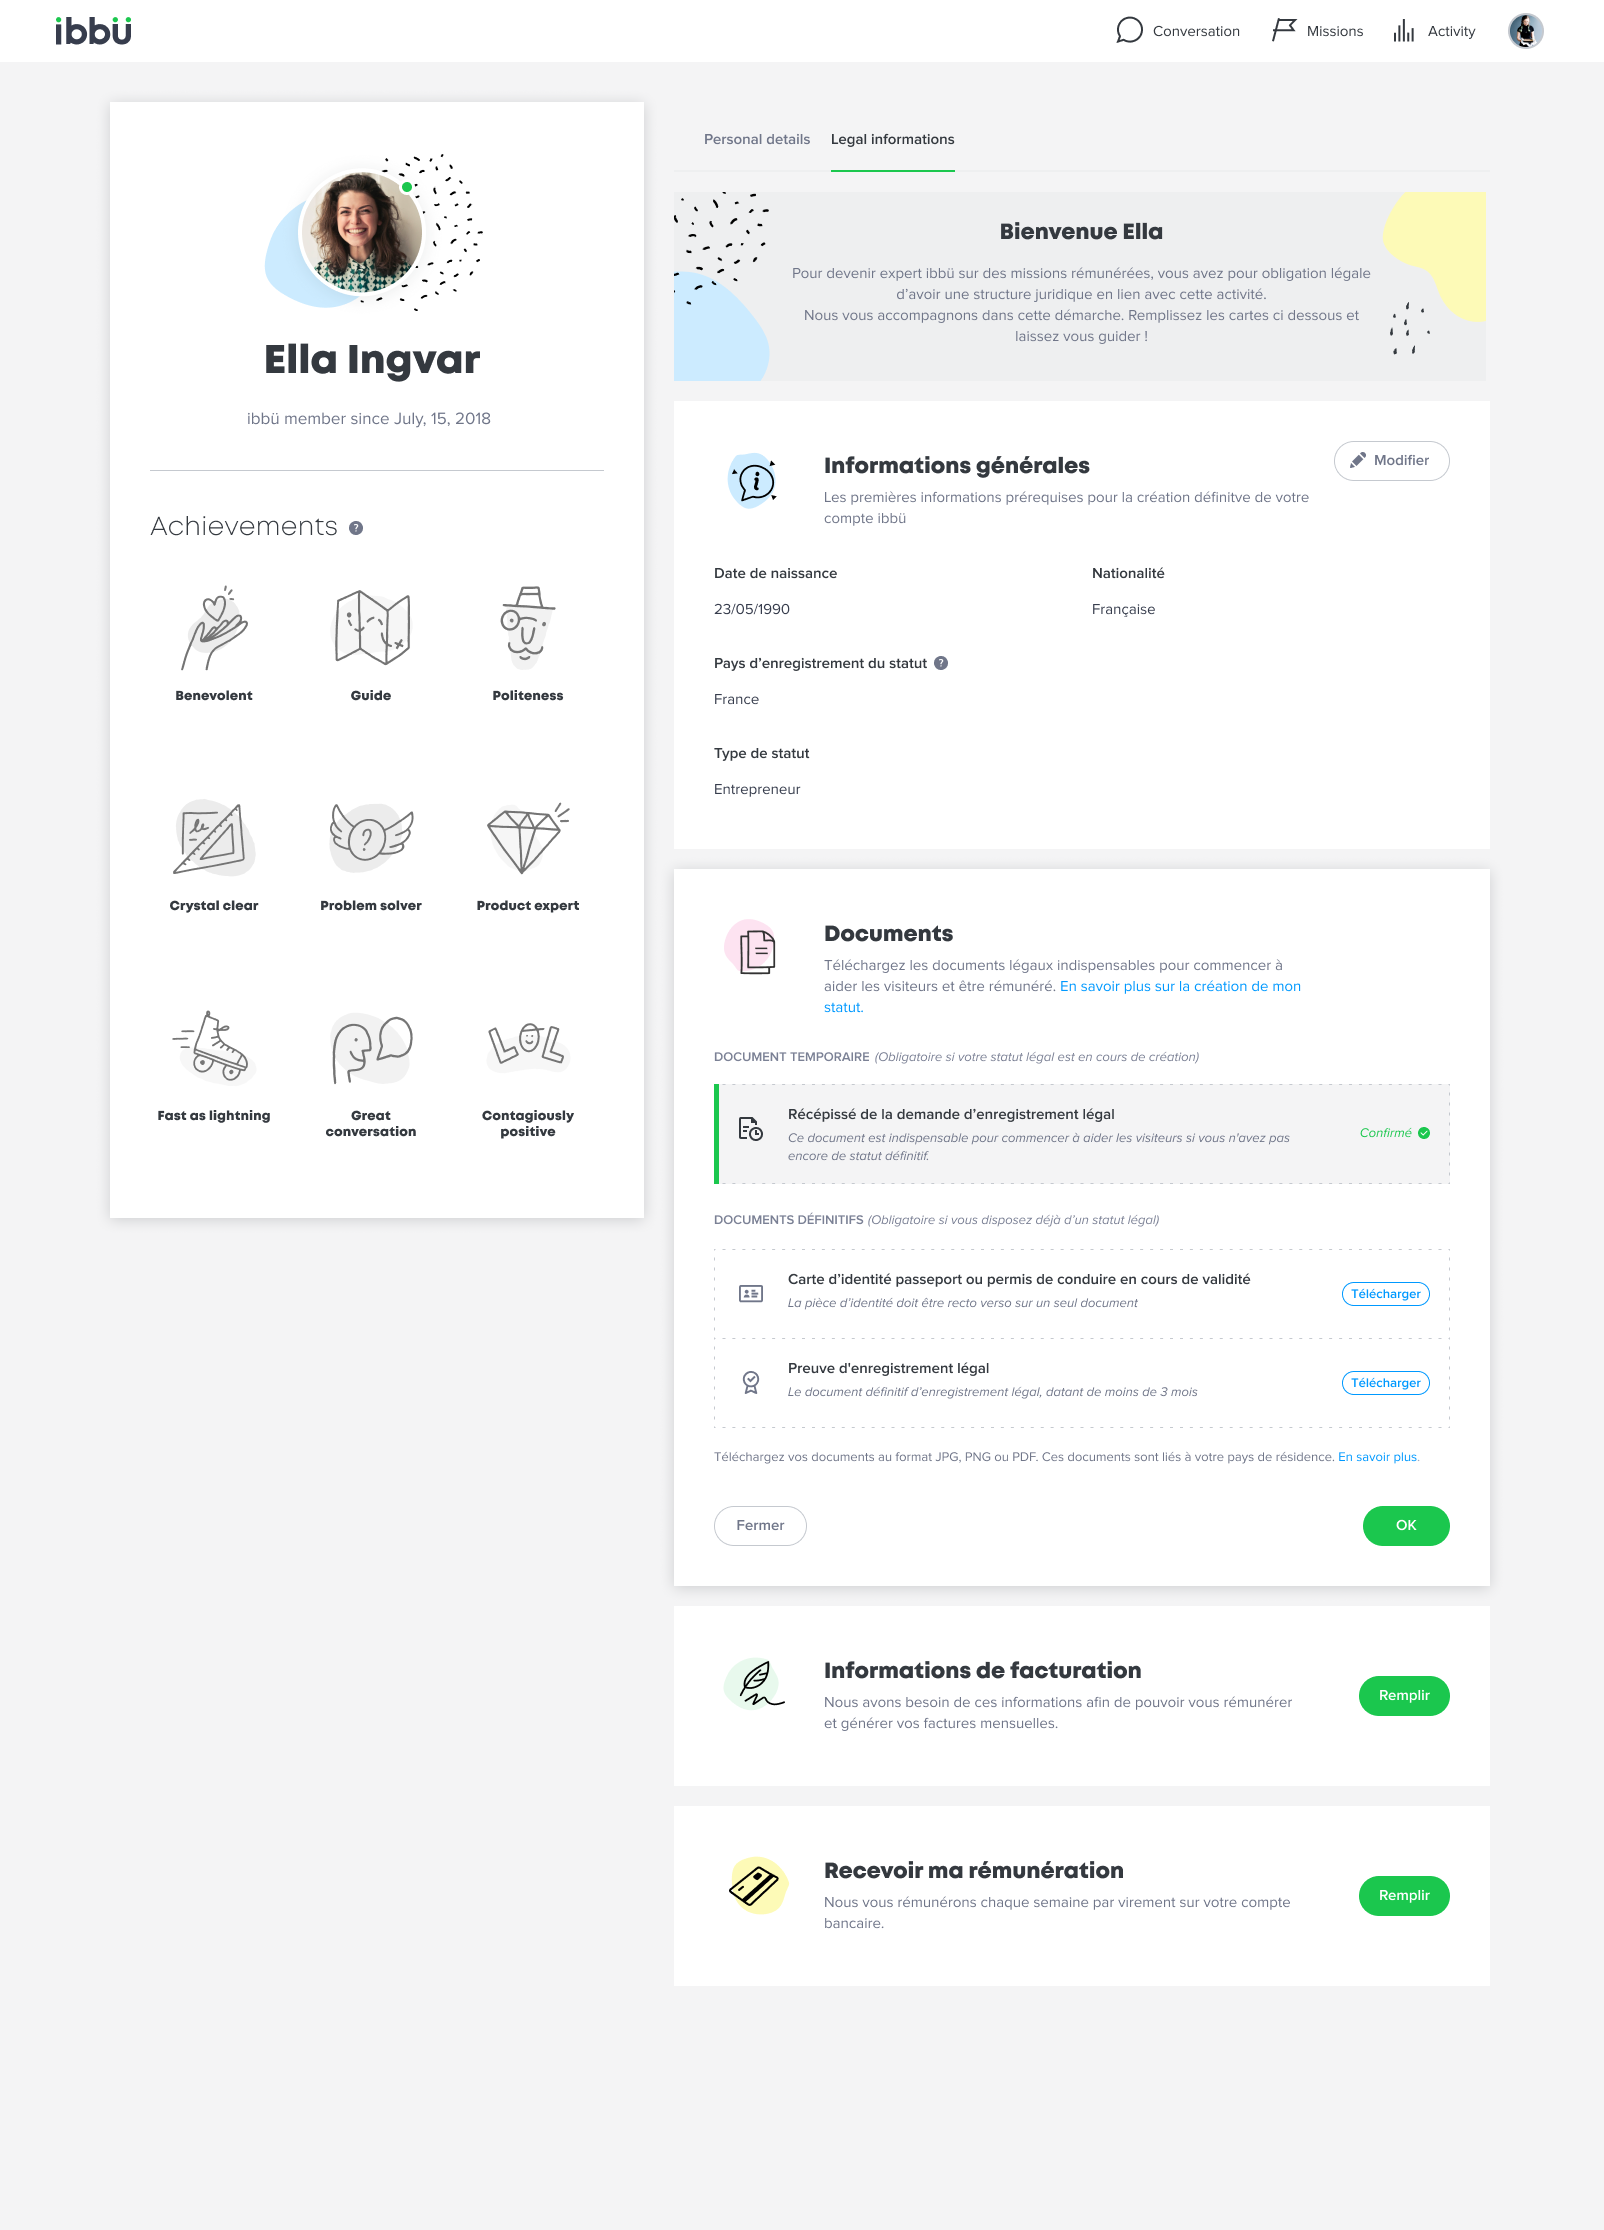 ibbü
Conversation
Missions
Activity
Ella Ingvar
ibbü member since July, 15, 2018
Achievements ?
Benevolent
Guide
Politeness
le
?
Crystal clear
Problem solver
Product expert
LOL
Fast as lightning
Great
conversation
Contagiously
positive
Personal details
Legal informations
Bienvenue Ella
Pour devenir expert ibbü sur des missions rémunérées, vous avez pour obligation légale
d’avoir une structure juridique en lien avec cette activité.
Nous vous accompagnons dans cette démarche. Remplissez les cartes ci dessous et
laissez vous guider !
i
Informations générales
Modifier
Les premières informations prérequises pour la création définitve de votre
compte ibbü
Date de naissance
Nationalité
23/05/1990
Française
Pays d’enregistrement du statut ?
France
Type de statut
Entrepreneur
Documents
Téléchargez les documents légaux indispensables pour commencer à
aider les visiteurs et être rémunéré. En savoir plus sur la création de mon
statut.
DOCUMENT TEMPORAIRE (Obligatoire si votre statut légal est en cours de création)
Récépissé de la demande d’enregistrement légal
Ce document est indispensable pour commencer à aider les visiteurs si vous n'avez pas
encore de statut définitif.
Confirmé
DOCUMENTS DÉFINITIFS (Obligatoire si vous disposez déjà d’un statut légal)
Carte d’identité passeport ou permis de conduire en cours de validité
La pièce d’identité doit être recto verso sur un seul document
Télécharger
Preuve d'enregistrement légal
Le document définitif d’enregistrement légal, datant de moins de 3 mois
Télécharger
Téléchargez vos documents au format JPG, PNG ou PDF. Ces documents sont liés à votre pays de résidence. En savoir plus.
Fermer
OK
Informations de facturation
Nous avons besoin de ces informations afin de pouvoir vous rémunérer
et générer vos factures mensuelles.
Remplir
Recevoir ma rémunération
Nous vous rémunérons chaque semaine par virement sur votre compte
bancaire.
Remplir